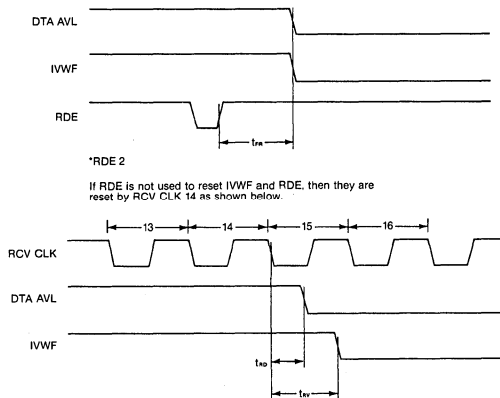 DTA AVL
IVWF
RDE
tFR
*RDE 2
If RDE is not used to reset IVWF and RDE, then they are
reset by RCV CLK 14 as shown below.
13 14 15 16
RCV CLK
DTA AVL
IVWF
tRD
tRV